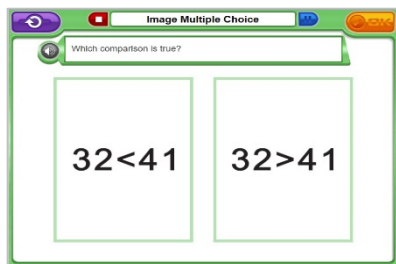 Image Multiple Choice
OK
Which comparison is true?
32<41
32>41